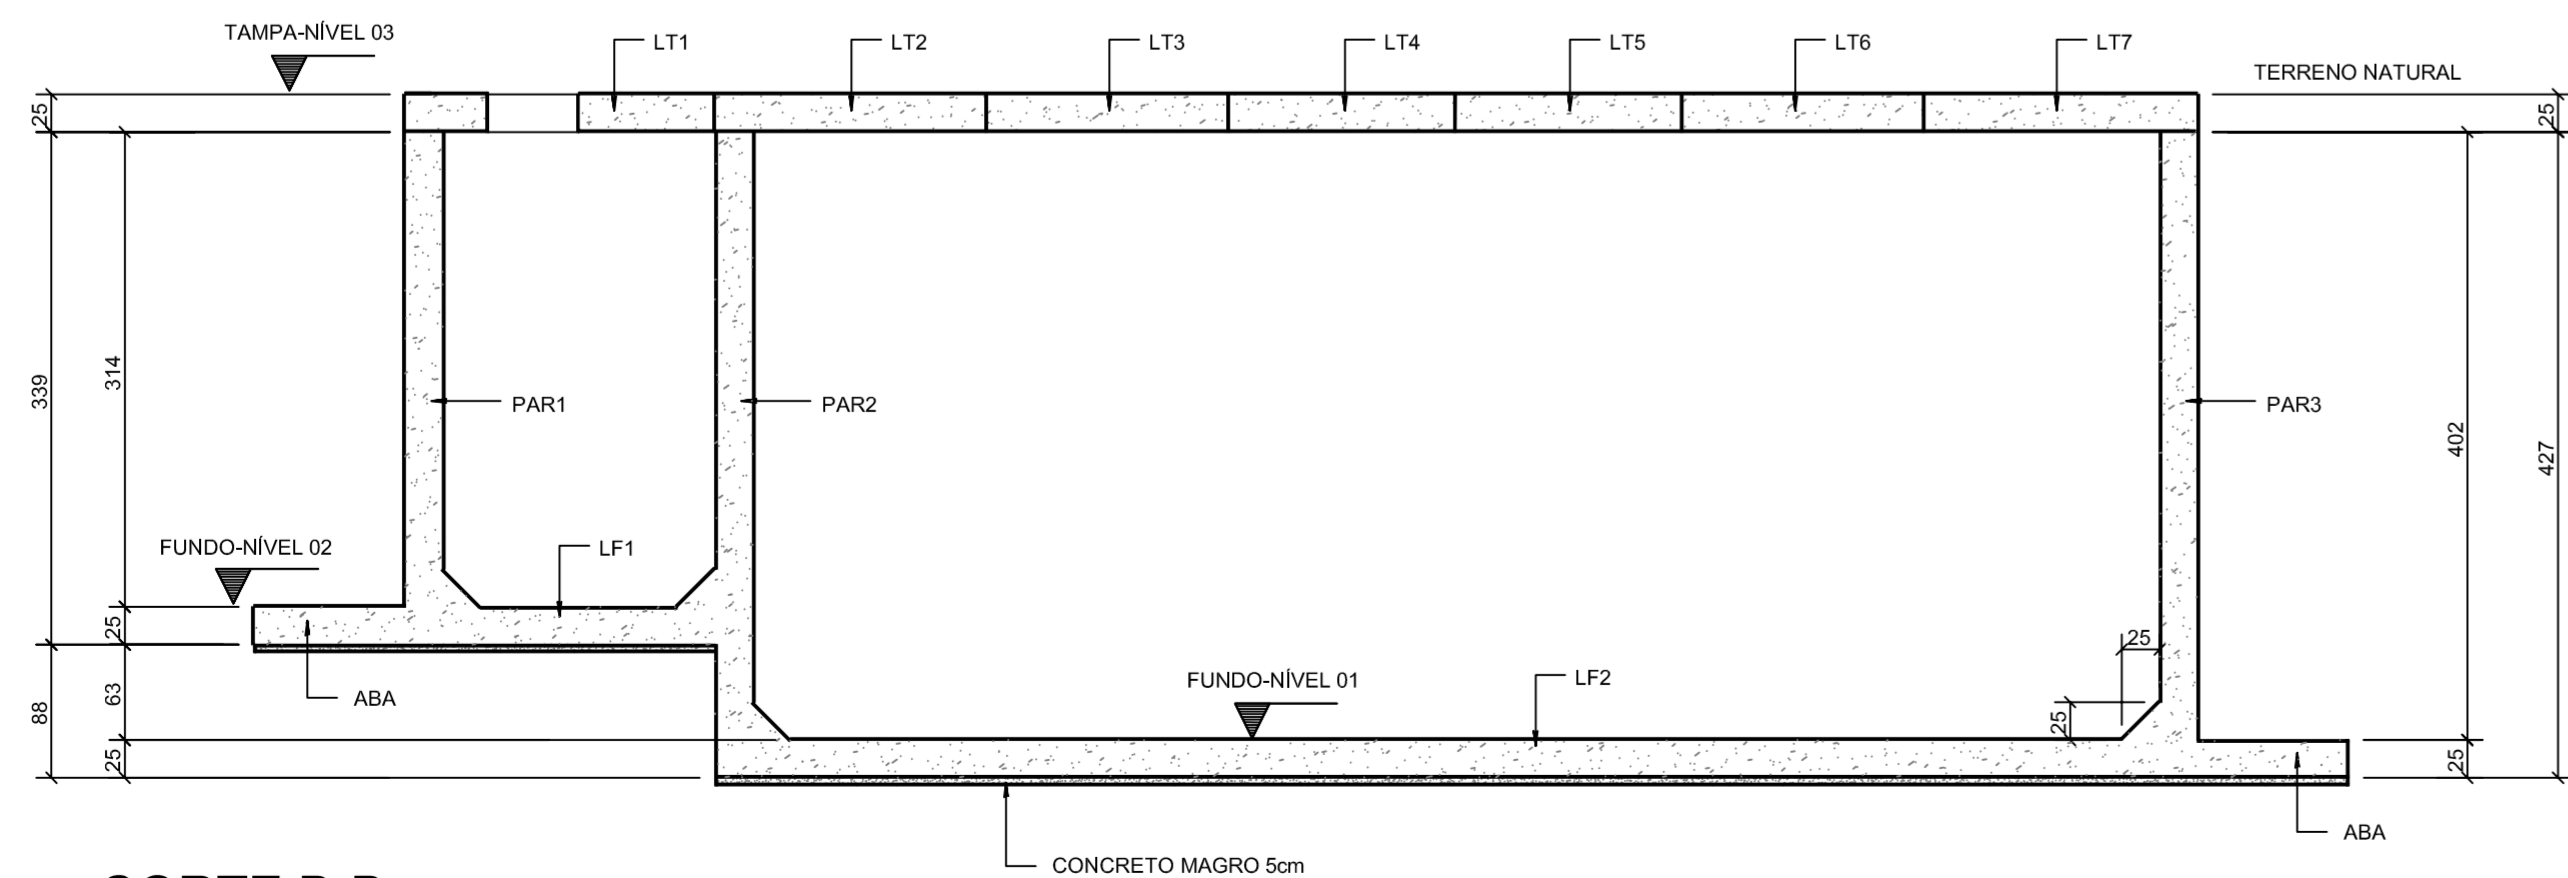 TAMPA-NÍVEL 03
LT1
LT2
LT3
LT4
LT5
LT6
LT7
TERRENO NATURAL
25
25
339
314
PAR1
PAR2
PAR3
402
427
FUNDO-NÍVEL 02
LF1
25
63
88
25
ABA
FUNDO-NÍVEL 01
LF2
25
25
25
ABA
CONCRETO MAGRO 5cm